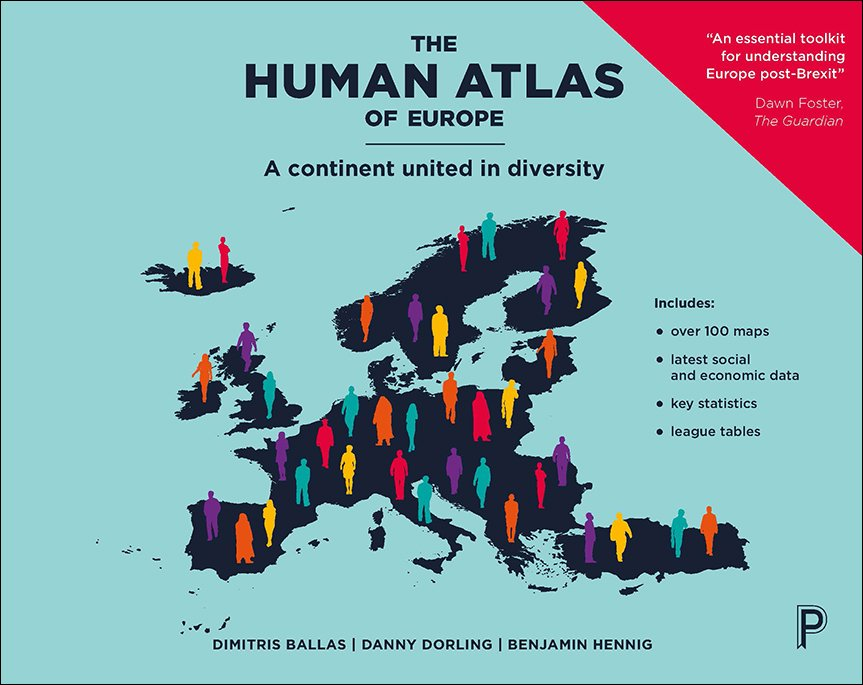 THE
HUMAN ATLAS
OF EUROPE
A continent united in diversity
“An essential toolkit
for understanding
Europe post-Brexit”
Dawn Foster,
The Guardian
Includes:
• over 100 maps
• latest social
and economic data
• key statistics
• league tables
DIMITRIS BALLAS | DANNY DORLING | BENJAMIN HENNIG
P